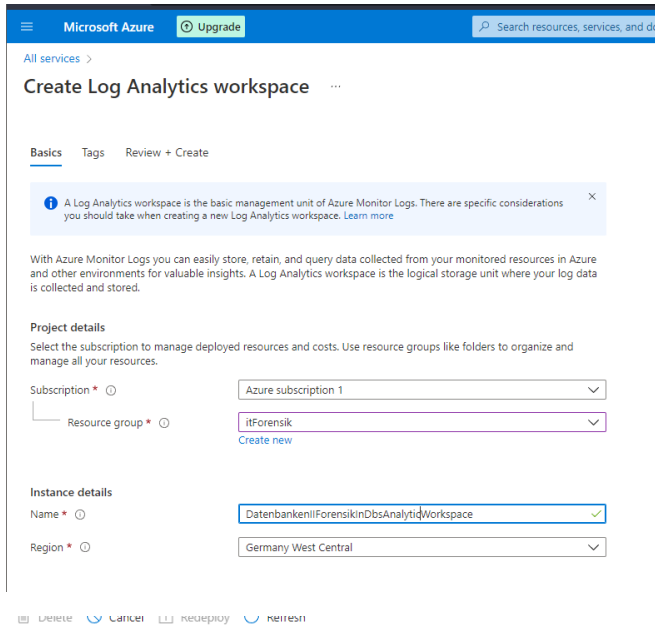 Microsoft Azure
Upgrade
Search resources, services, and do
All services >
Create Log Analytics workspace ...
Basics Tags Review + Create
A Log Analytics workspace is the basic management unit of Azure Monitor Logs. There are specific considerations
you should take when creating a new Log Analytics workspace. Learn more
With Azure Monitor Logs you can easily store, retain, and query data collected from your monitored resources in Azure
and other environments for valuable insights. A Log Analytics workspace is the logical storage unit where your log data
is collected and stored.
Project details
Select the subscription to manage deployed resources and costs. Use resource groups like folders to organize and
manage all your resources.
Subscription * Azure subscription 1
Resource group * itForensik
Create new
Instance details
Name * DatenbankenIIForensikInDbsAnalyticWorkspace
Region * Germany West Central
Delete Cancel Redeploy Refresh